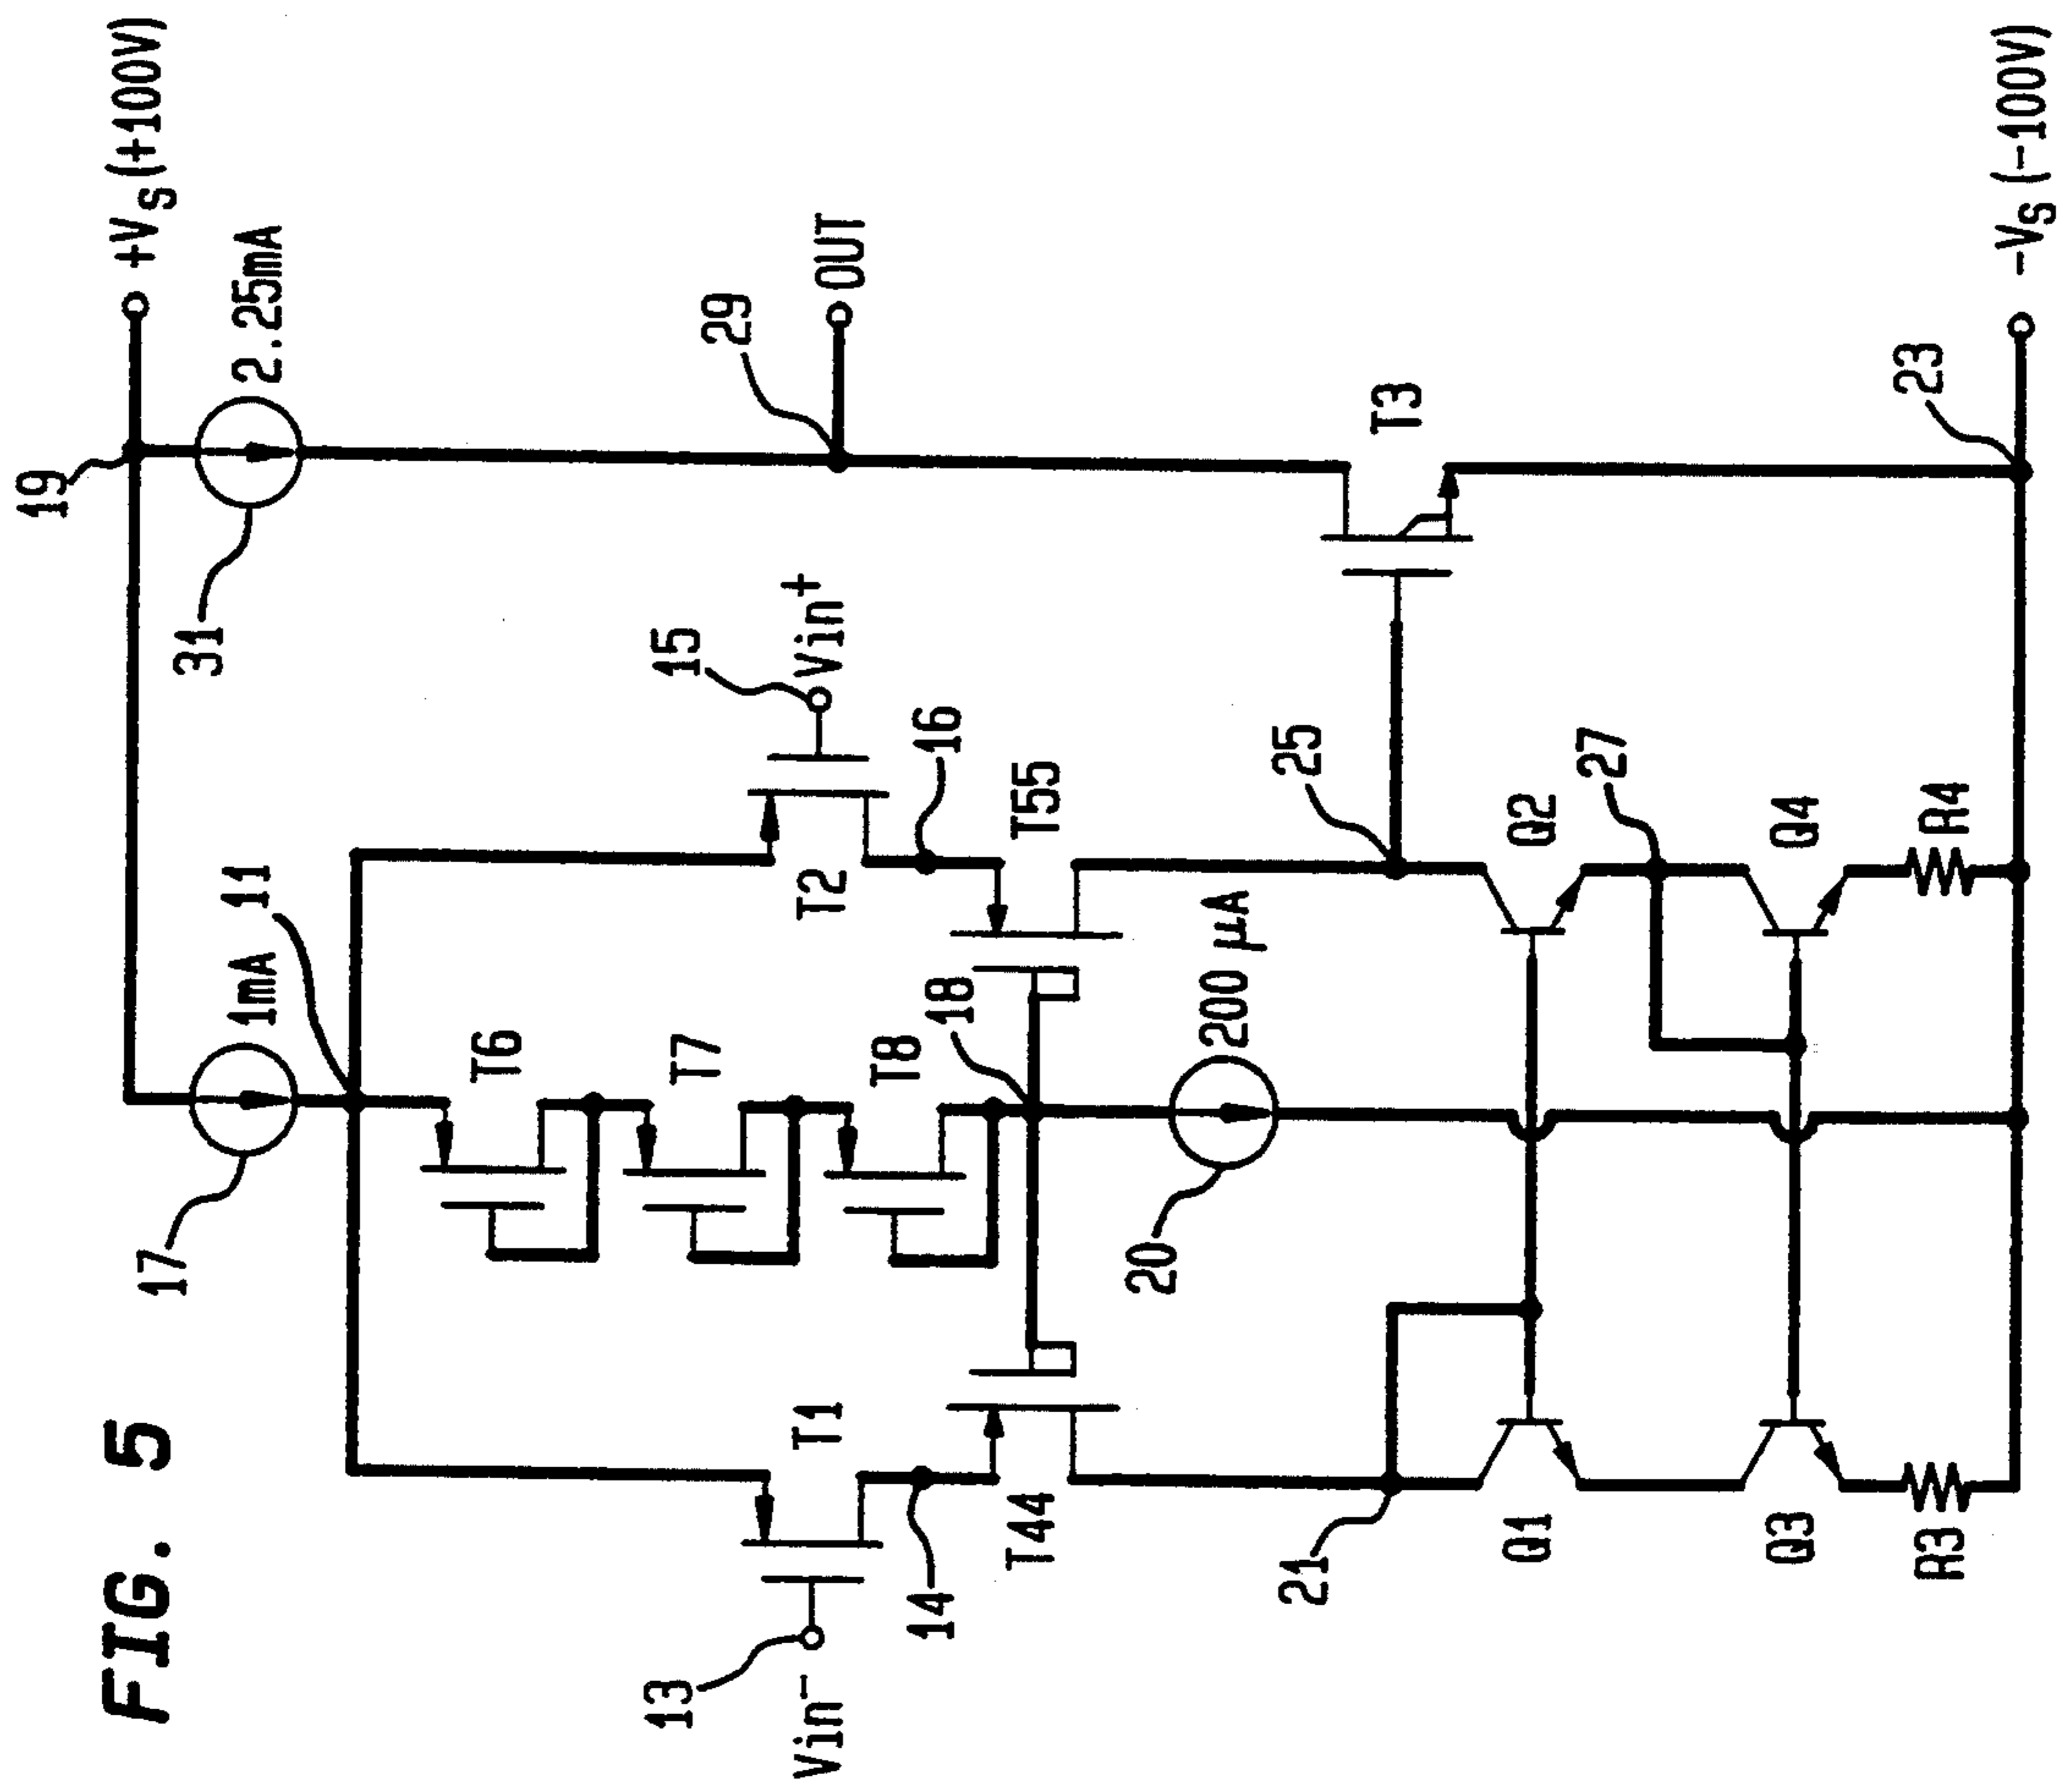 FIG. 5
19
+VS (+100V)
17
1mA
11
31
2.25mA
T6
T7
T8
29
OUT
13
Vin-
T1
T2
15
Vin+
14
16
T44
18
T55
20
200 µA
25
T3
21
Q1
Q2
27
Q3
Q4
R3
R4
23
-VS (-100V)